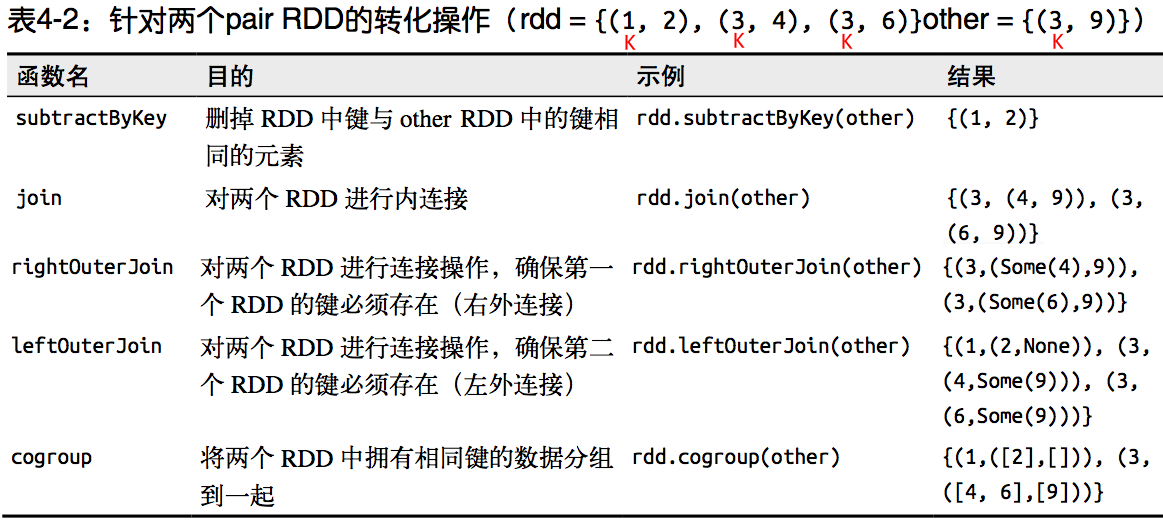 表4-2：针对两个pair RDD的转化操作（rdd = {(1, 2), (3, 4), (3, 6)}other = {(3, 9)}）
K K K K
函数名 目的 示例 结果
subtractByKey 删掉 RDD 中键与 other RDD 中的键相 rdd.subtractByKey(other) {(1, 2)}
同的元素
join 对两个 RDD 进行内连接 rdd.join(other) {(3, (4, 9)), (3,
(6, 9))}
rightOuterJoin 对两个 RDD 进行连接操作，确保第一 rdd.rightOuterJoin(other) {(3,(Some(4),9)),
个 RDD 的键必须存在（右外连接） (3,(Some(6),9))}
leftOuterJoin 对两个 RDD 进行连接操作，确保第二 rdd.leftOuterJoin(other) {(1,(2,None)), (3,
个 RDD 的键必须存在（左外连接） (4,Some(9))), (3,
(6,Some(9)))}
cogroup 将两个 RDD 中拥有相同键的数据分组 rdd.cogroup(other) {(1,([2],[])), (3,
到一起 ([4, 6],[9]))}